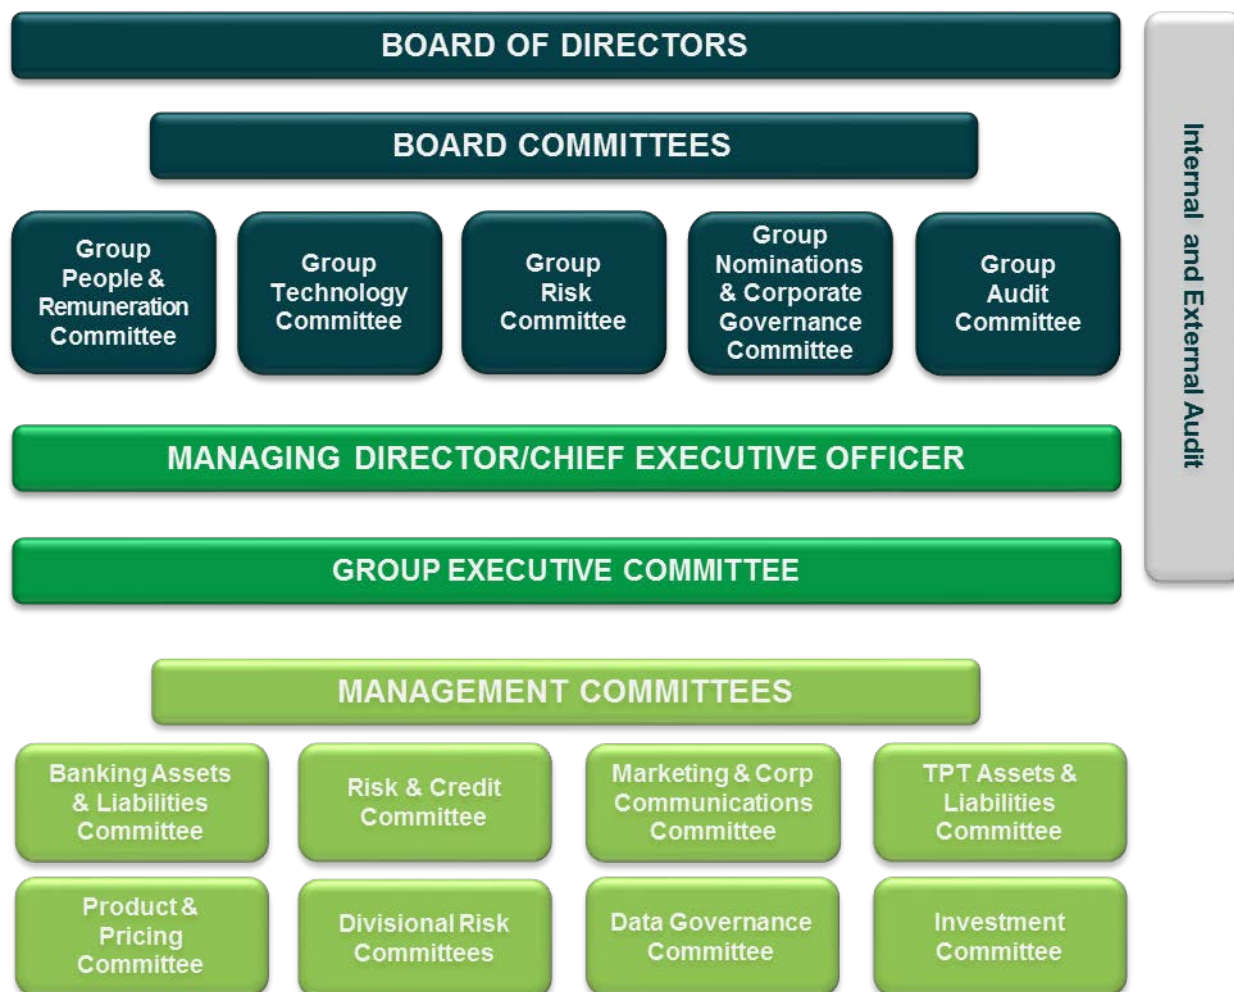 BOARD OF DIRECTORS
BOARD COMMITTEES
Group
People &
Remuneration
Committee
Group
Technology
Committee
Group
Risk
Committee
Group
Nominations
& Corporate
Governance
Committee
Group
Audit
Committee
Internal and External Audit
MANAGING DIRECTOR/CHIEF EXECUTIVE OFFICER
GROUP EXECUTIVE COMMITTEE
MANAGEMENT COMMITTEES
Banking Assets
& Liabilities
Committee
Risk & Credit
Committee
Marketing & Corp
Communications
Committee
TPT Assets &
Liabilities
Committee
Product &
Pricing
Committee
Divisional Risk
Committees
Data Governance
Committee
Investment
Committee